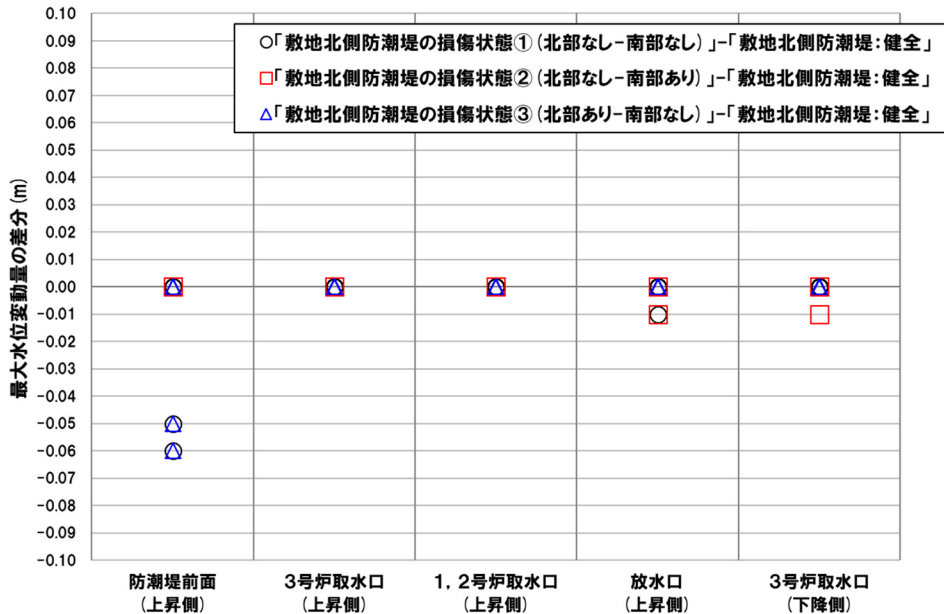 ○「敷地北側防潮堤の損傷状態①(北部なし−南部なし)」−「敷地北側防潮堤:健全」
□「敷地北側防潮堤の損傷状態②(北部なし−南部あり)」−「敷地北側防潮堤:健全」
△「敷地北側防潮堤の損傷状態③(北部あり−南部なし)」−「敷地北側防潮堤:健全」
最大水位変動量の差分(m)
0.10
0.09
0.08
0.07
0.06
0.05
0.04
0.03
0.02
0.01
0.00
−0.01
−0.02
−0.03
−0.04
−0.05
−0.06
−0.07
−0.08
−0.09
−0.10
防潮堤前面
(上昇側)
3号炉取水口
(上昇側)
1,2号炉取水口
(上昇側)
放水口
(上昇側)
3号炉取水口
(下降側)